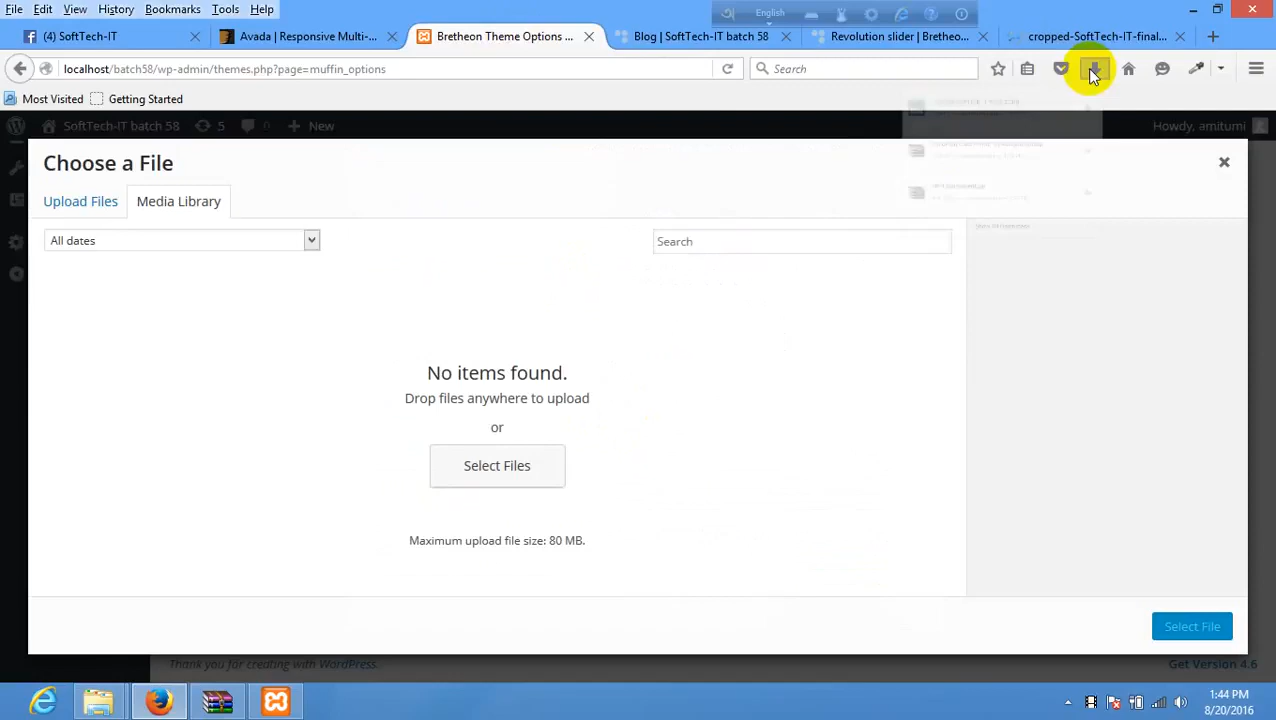 File Edit View History Bookmarks Tools Help
English
(4) SoftTech-IT
Avada | Responsive Multi-...
Bretheon Theme Options ...
Blog | SoftTech-IT batch 58
Revolution slider | Bretheo...
cropped-SoftTech-IT-final...
localhost/batch58/wp-admin/themes.php?page=muffin_options
Search
Most Visited
Getting Started
SoftTech-IT batch 58
5
0
New
Howdy, amitumi
Choose a File
Upload Files
Media Library
All dates
Search
No items found.
Drop files anywhere to upload
or
Select Files
Maximum upload file size: 80 MB.
Select File
Thank you for creating with WordPress.
Get Version 4.6
1:44 PM
8/20/2016